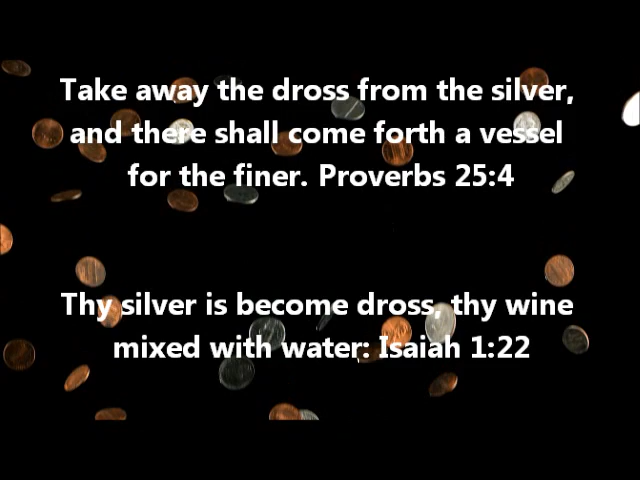 Take away the dross from the silver,
and there shall come forth a vessel
for the finer. Proverbs 25:4
Thy silver is become dross, thy wine
mixed with water: Isaiah 1:22